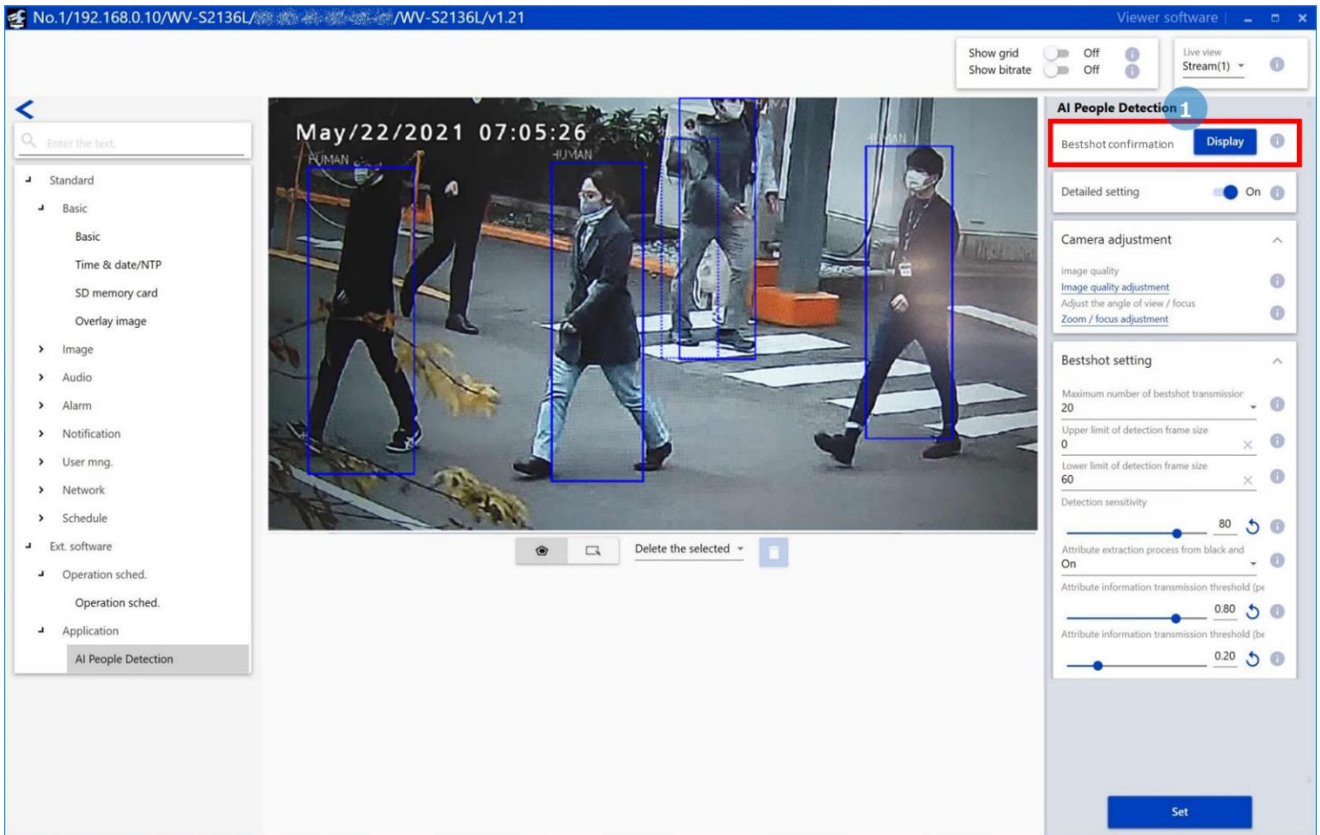 No.1/192.168.0.10/WV-S2136L/ /WV-S2136L/v1.21
Viewer software
Show grid Off
Show bitrate Off
Live view
Stream(1)
Enter the text.
Standard
Basic
Basic
Time & date/NTP
SD memory card
Overlay image
Image
Audio
Alarm
Notification
User mng.
Network
Schedule
Ext. software
Operation sched.
Operation sched.
Application
AI People Detection
May/22/2021 07:05:26
HUMAN
HUMAN
HUMAN
Delete the selected
AI People Detection
1
Bestshot confirmation Display
Detailed setting On
Camera adjustment
image quality
Image quality adjustment
Adjust the angle of view / focus
Zoom / focus adjustment
Bestshot setting
Maximum number of bestshot transmissior
20
Upper limit of detection frame size
0
Lower limit of detection frame size
60
Detection sensitivity
80
Attribute extraction process from black and
On
Attribute information transmission threshold (pe
0.80
Attribute information transmission threshold (be
0.20
Set